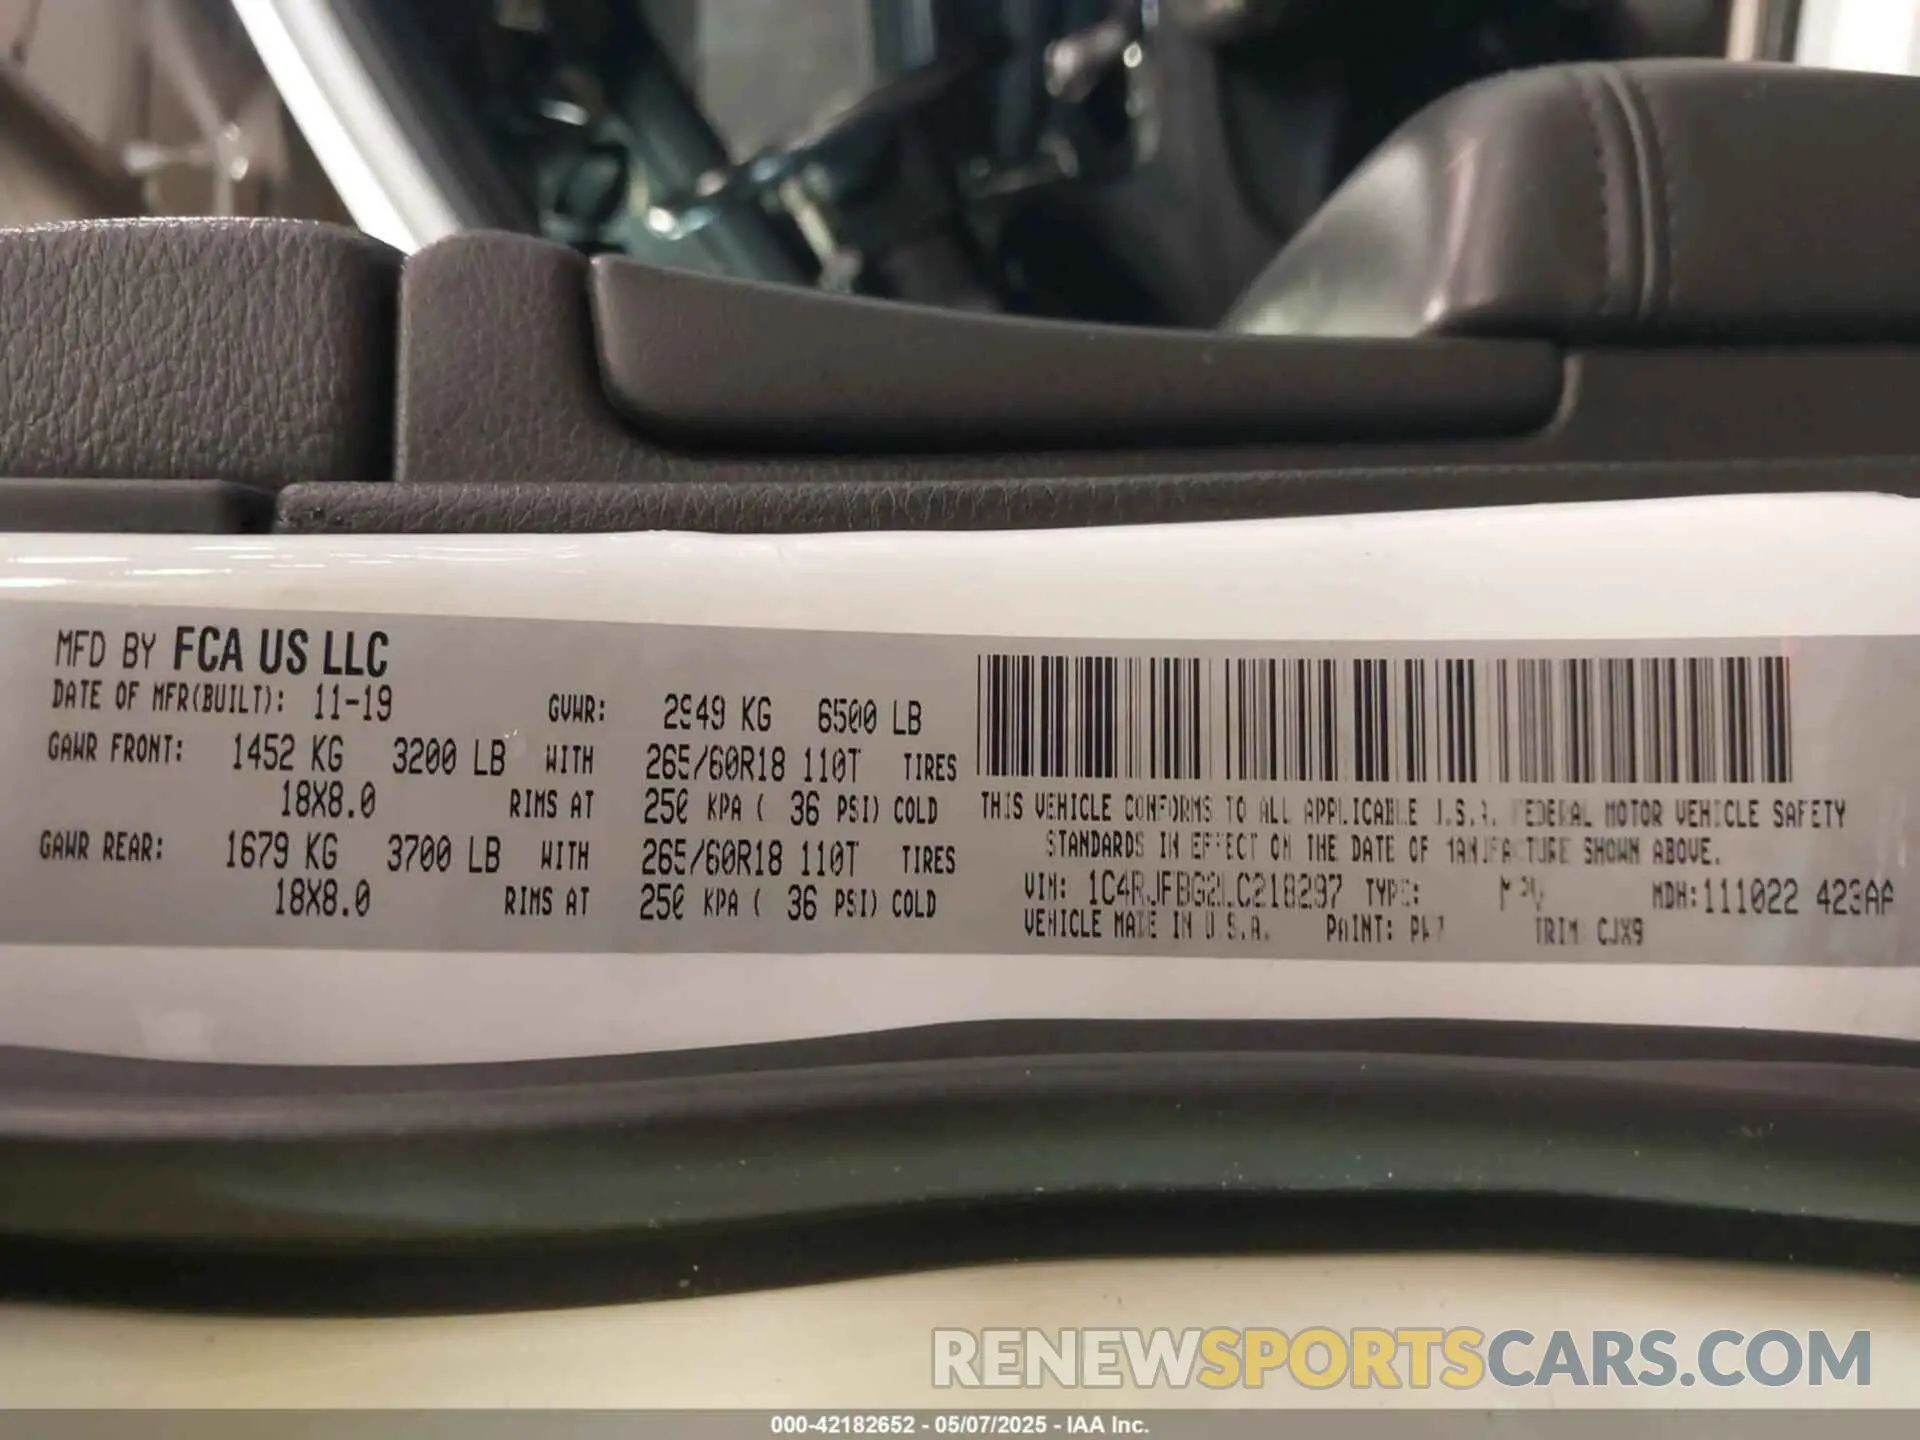 MFD BY FCA US LLC
DATE OF MFR(BUILT): 11-19
GVWR: 2949 KG 6500 LB
GAWR FRONT: 1452 KG 3200 LB WITH 265/60R18 110T TIRES
18X8.0 RIMS AT 250 KPA ( 36 PSI) COLD
GAWR REAR: 1679 KG 3700 LB WITH 265/60R18 110T TIRES
18X8.0 RIMS AT 250 KPA ( 36 PSI) COLD
THIS VEHICLE CONFORMS TO ALL APPLICABLE U.S.A. FEDERAL MOTOR VEHICLE SAFETY
STANDARDS IN EFFECT ON THE DATE OF MANUFACTURE SHOWN ABOVE.
VIN: 1C4RJFBG2LC218297 TYPE: MPV MDH:111022 423AA
VEHICLE MADE IN U.S.A. PAINT: PW7 TRIM: CJX9
RENEWSPORTSCARS.COM
000-42182652 - 05/07/2025 - IAA Inc.